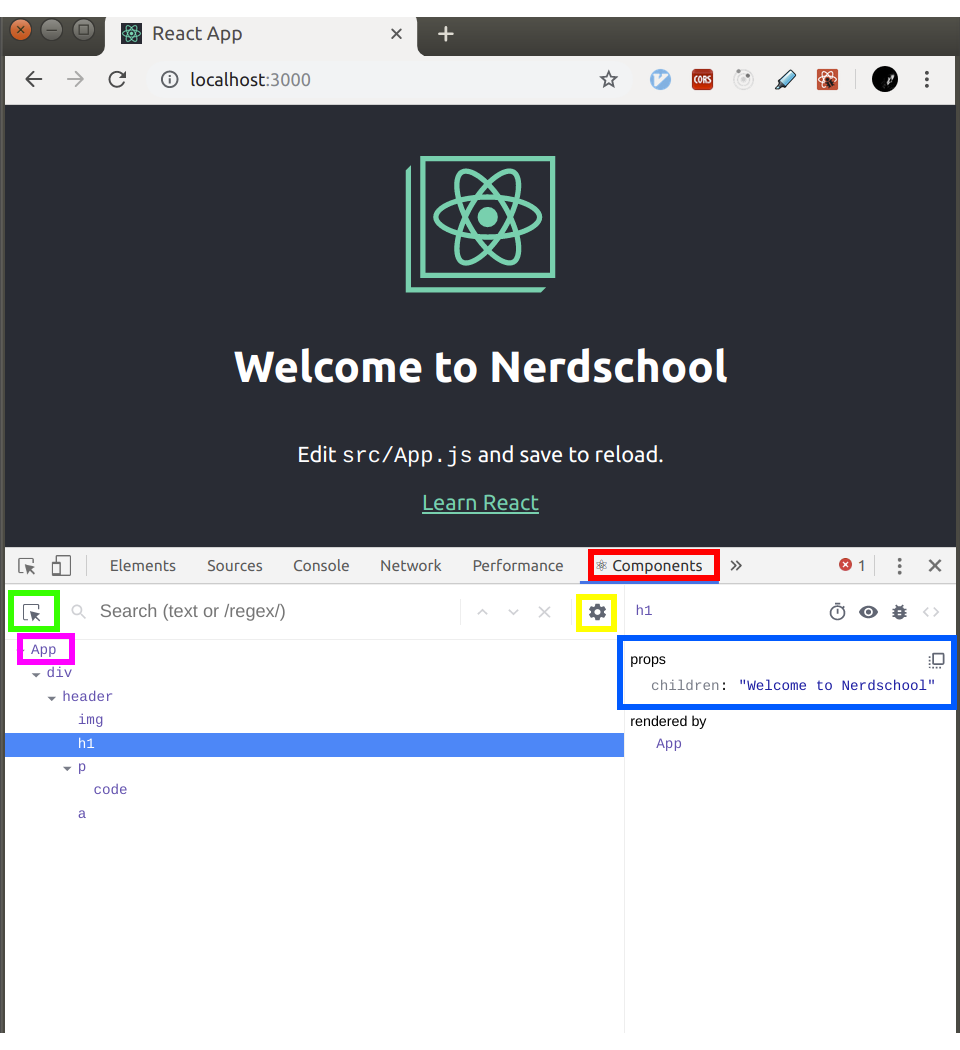 React App
localhost:3000
CORS
Welcome to Nerdschool
Edit src/App.js and save to reload.
Learn React
Elements Sources Console Network Performance Components » 1
Search (text or /regex/)
h1
App
div
header
img
h1
p
code
a
props
children: "Welcome to Nerdschool"
rendered by
App